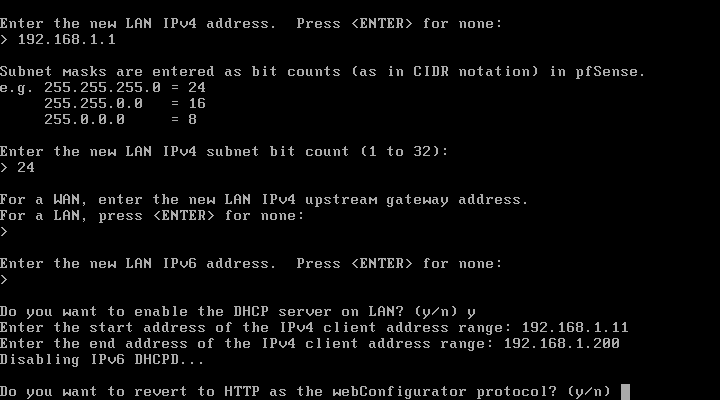 Enter the new LAN IPv4 address.  Press <ENTER> for none:
> 192.168.1.1
Subnet masks are entered as bit counts (as in CIDR notation) in pfSense.
e.g. 255.255.255.0 = 24
     255.255.0.0   = 16
     255.0.0.0     = 8
Enter the new LAN IPv4 subnet bit count (1 to 32):
> 24
For a WAN, enter the new LAN IPv4 upstream gateway address.
For a LAN, press <ENTER> for none:
>
Enter the new LAN IPv6 address.  Press <ENTER> for none:
>
Do you want to enable the DHCP server on LAN? (y/n) y
Enter the start address of the IPv4 client address range: 192.168.1.11
Enter the end address of the IPv4 client address range: 192.168.1.200
Disabling IPv6 DHCPD...
Do you want to revert to HTTP as the webConfigurator protocol? (y/n)